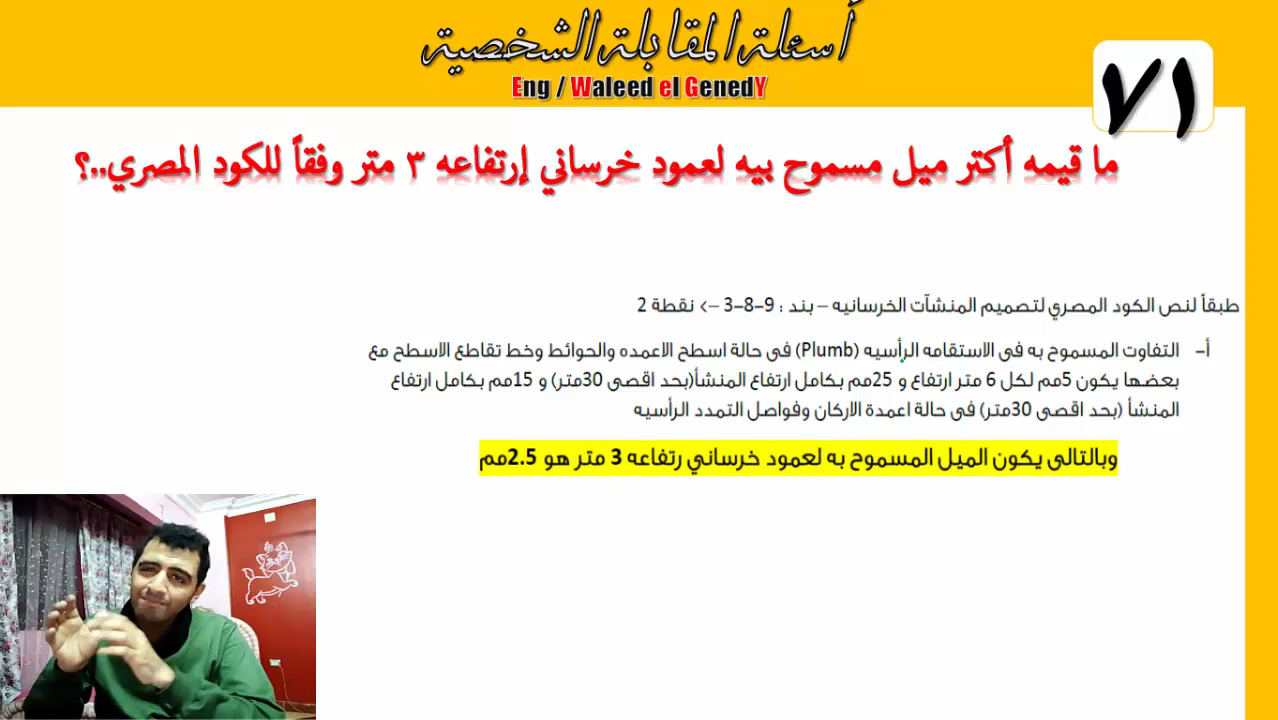 أسئلة المقابلة الشخصية
Eng / Waleed el GenedY
٧١
ما قيمه أكتر ميل مسموح بيه لعمود خرساني إرتفاعه ٣ متر وفقاً للكود المصري..؟
طبقاً لنص الكود المصري لتصميم المنشآت الخرسانيه – بند : 9-8-3 –> نقطة 2
أ- التفاوت المسموح به فى الاستقامه الرأسيه (Plumb) فى حالة اسطح الاعمده والحوائط وخط تقاطع الاسطح مع
بعضها يكون 5مم لكل 6 متر ارتفاع و 25مم بكامل ارتفاع المنشأ(بحد اقصى 30متر) و 15مم بكامل ارتفاع
المنشأ (بحد اقصى 30متر) فى حالة اعمدة الاركان وفواصل التمدد الرأسيه
وبالتالى يكون الميل المسموح به لعمود خرساني رتفاعه 3 متر هو 2.5مم